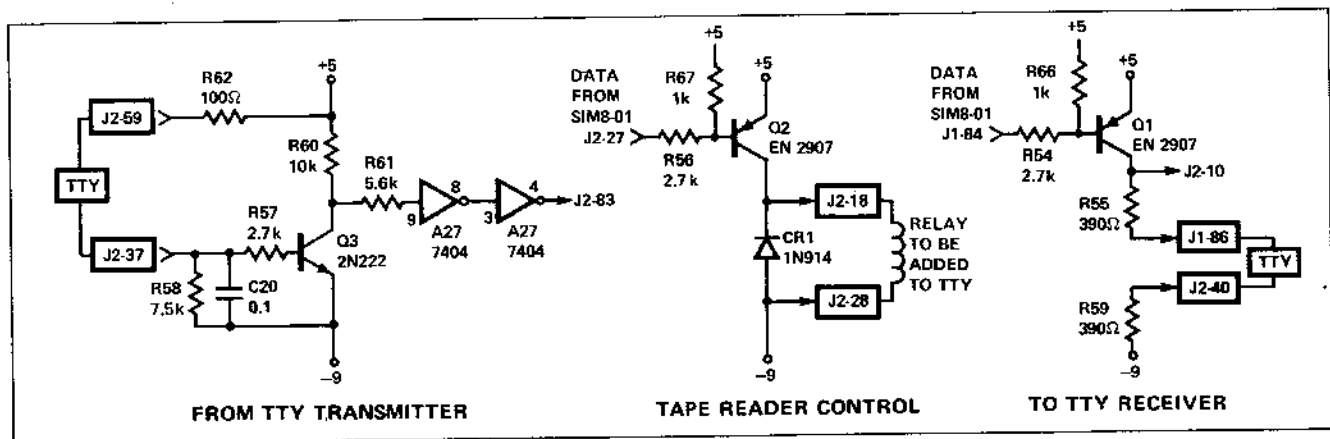 +5
R62
100Ω
J2-59
R60
10k
R61
5.6k
TTY
8
4
J2-83
9
3
A27
7404
A27
7404
R57
2.7k
J2-37
Q3
2N222
R58
7.5k
C20
0.1
-9
FROM TTY TRANSMITTER
+5
R67
1k
+5
DATA
FROM
SIM8-01
J2-27
Q2
EN 2907
R56
2.7k
J2-18
CR1
1N914
RELAY
TO BE
ADDED
TO TTY
J2-28
-9
TAPE READER CONTROL
+5
R66
1k
+5
DATA
FROM
SIM8-01
J1-84
Q1
EN 2907
R54
2.7k
J2-10
R55
390Ω
J1-86
TTY
J2-40
R59
390Ω
-9
TO TTY RECEIVER